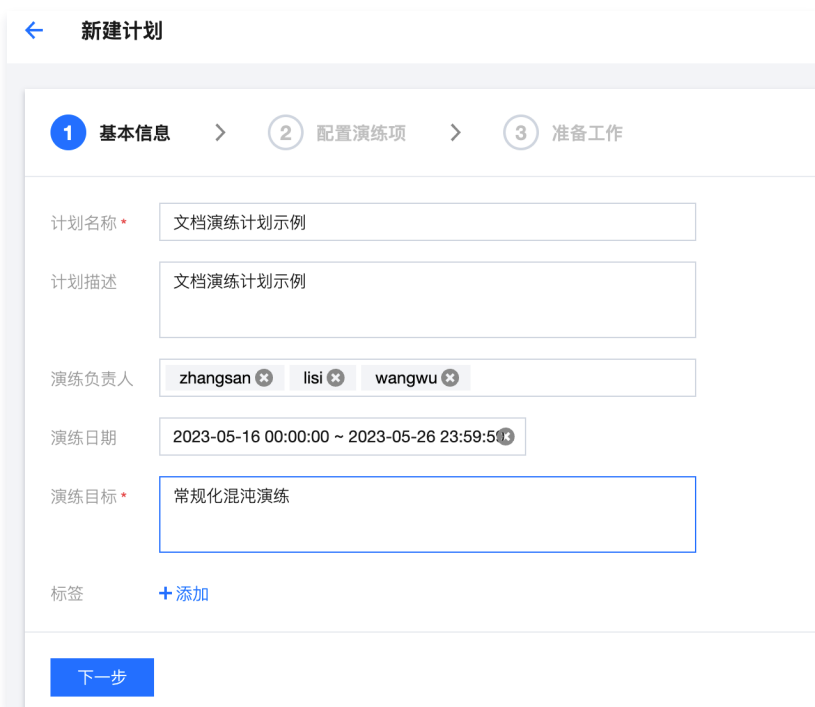 新建计划
1 基本信息 2 配置演练项 3 准备工作
计划名称 * 文档演练计划示例
计划描述 文档演练计划示例
演练负责人 zhangsan lisi wangwu
演练日期 2023-05-16 00:00:00 ~ 2023-05-26 23:59:59
演练目标 * 常规化混沌演练
标签 + 添加
下一步